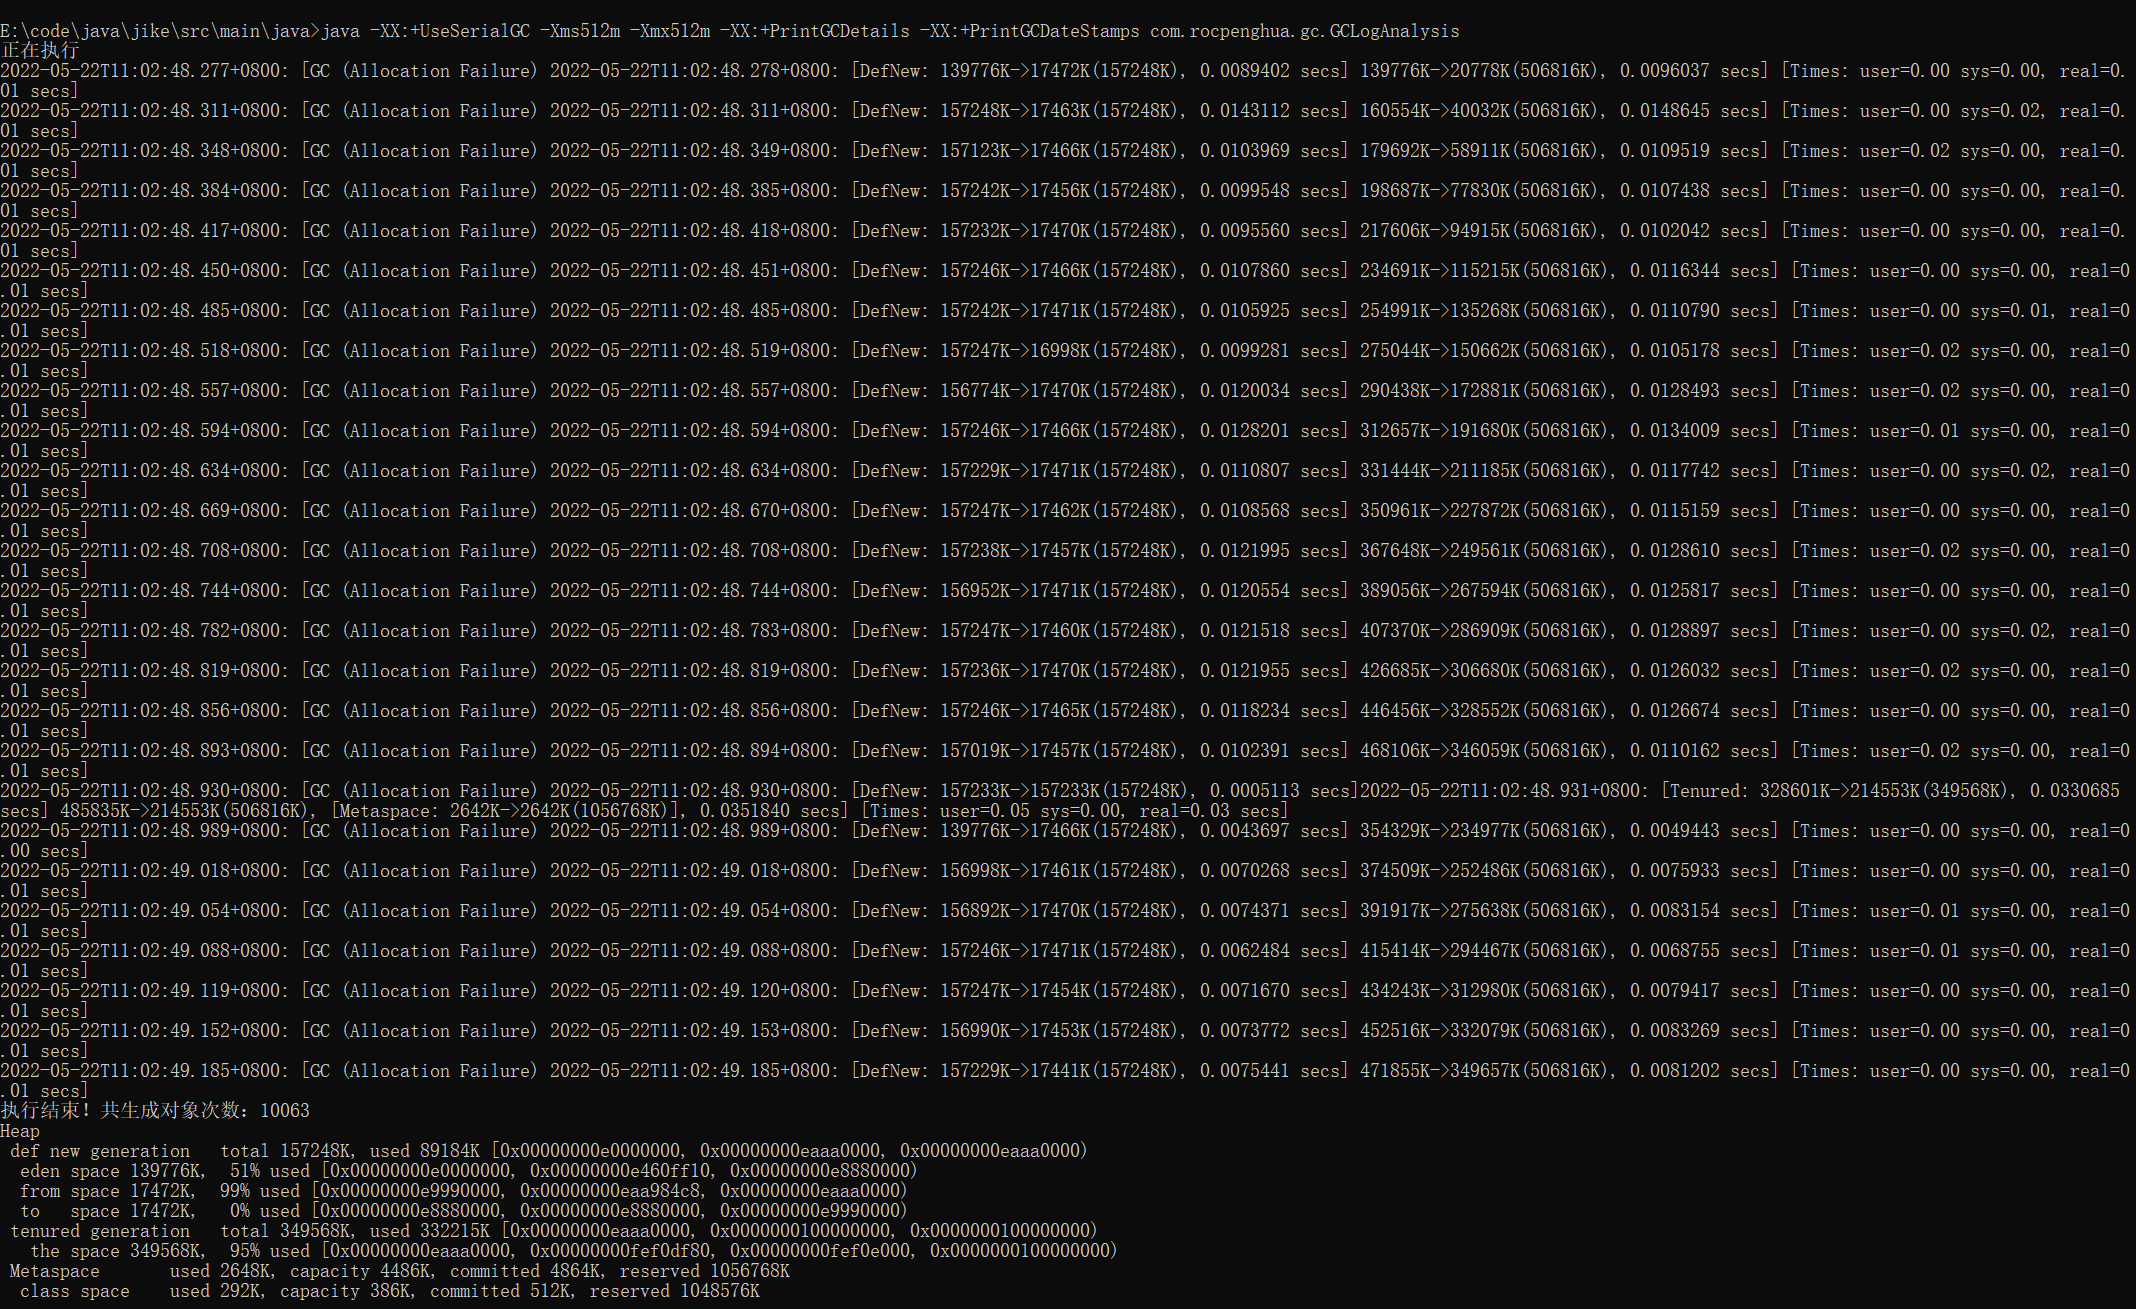 E:\code\java\jike\src\main\java>java -XX:+UseSerialGC -Xms512m -Xmx512m -XX:+PrintGCDetails -XX:+PrintGCDateStamps com.rocpenghua.gc.GCLogAnalysis
正在执行
2022-05-22T11:02:48.277+0800: [GC (Allocation Failure) 2022-05-22T11:02:48.278+0800: [DefNew: 139776K->17472K(157248K), 0.0089402 secs] 139776K->20778K(506816K), 0.0096037 secs] [Times: user=0.00 sys=0.00, real=0.
01 secs]
2022-05-22T11:02:48.311+0800: [GC (Allocation Failure) 2022-05-22T11:02:48.311+0800: [DefNew: 157248K->17463K(157248K), 0.0143112 secs] 160554K->40032K(506816K), 0.0148645 secs] [Times: user=0.00 sys=0.02, real=0.
01 secs]
2022-05-22T11:02:48.348+0800: [GC (Allocation Failure) 2022-05-22T11:02:48.349+0800: [DefNew: 157123K->17466K(157248K), 0.0103969 secs] 179692K->58911K(506816K), 0.0109519 secs] [Times: user=0.02 sys=0.00, real=0.
01 secs]
2022-05-22T11:02:48.384+0800: [GC (Allocation Failure) 2022-05-22T11:02:48.385+0800: [DefNew: 157242K->17456K(157248K), 0.0099548 secs] 198687K->77830K(506816K), 0.0107438 secs] [Times: user=0.00 sys=0.00, real=0.
01 secs]
2022-05-22T11:02:48.417+0800: [GC (Allocation Failure) 2022-05-22T11:02:48.418+0800: [DefNew: 157232K->17470K(157248K), 0.0095560 secs] 217606K->94915K(506816K), 0.0102042 secs] [Times: user=0.00 sys=0.00, real=0.
01 secs]
2022-05-22T11:02:48.450+0800: [GC (Allocation Failure) 2022-05-22T11:02:48.451+0800: [DefNew: 157246K->17466K(157248K), 0.0107860 secs] 234691K->115215K(506816K), 0.0116344 secs] [Times: user=0.00 sys=0.00, real=0
.01 secs]
2022-05-22T11:02:48.485+0800: [GC (Allocation Failure) 2022-05-22T11:02:48.485+0800: [DefNew: 157242K->17471K(157248K), 0.0105925 secs] 254991K->135268K(506816K), 0.0110790 secs] [Times: user=0.00 sys=0.01, real=0
.01 secs]
2022-05-22T11:02:48.518+0800: [GC (Allocation Failure) 2022-05-22T11:02:48.519+0800: [DefNew: 157247K->16998K(157248K), 0.0099281 secs] 275044K->150662K(506816K), 0.0105178 secs] [Times: user=0.02 sys=0.00, real=0
.01 secs]
2022-05-22T11:02:48.557+0800: [GC (Allocation Failure) 2022-05-22T11:02:48.557+0800: [DefNew: 156774K->17470K(157248K), 0.0120034 secs] 290438K->172881K(506816K), 0.0128493 secs] [Times: user=0.02 sys=0.00, real=0
.01 secs]
2022-05-22T11:02:48.594+0800: [GC (Allocation Failure) 2022-05-22T11:02:48.594+0800: [DefNew: 157246K->17466K(157248K), 0.0128201 secs] 312657K->191680K(506816K), 0.0134009 secs] [Times: user=0.01 sys=0.00, real=0
.01 secs]
2022-05-22T11:02:48.634+0800: [GC (Allocation Failure) 2022-05-22T11:02:48.634+0800: [DefNew: 157229K->17471K(157248K), 0.0110807 secs] 331444K->211185K(506816K), 0.0117742 secs] [Times: user=0.00 sys=0.02, real=0
.01 secs]
2022-05-22T11:02:48.669+0800: [GC (Allocation Failure) 2022-05-22T11:02:48.670+0800: [DefNew: 157247K->17462K(157248K), 0.0108568 secs] 350961K->227872K(506816K), 0.0115159 secs] [Times: user=0.00 sys=0.00, real=0
.01 secs]
2022-05-22T11:02:48.708+0800: [GC (Allocation Failure) 2022-05-22T11:02:48.708+0800: [DefNew: 157238K->17457K(157248K), 0.0121995 secs] 367648K->249561K(506816K), 0.0128610 secs] [Times: user=0.02 sys=0.00, real=0
.01 secs]
2022-05-22T11:02:48.744+0800: [GC (Allocation Failure) 2022-05-22T11:02:48.744+0800: [DefNew: 156952K->17471K(157248K), 0.0120554 secs] 389056K->267594K(506816K), 0.0125817 secs] [Times: user=0.00 sys=0.00, real=0
.01 secs]
2022-05-22T11:02:48.782+0800: [GC (Allocation Failure) 2022-05-22T11:02:48.783+0800: [DefNew: 157247K->17460K(157248K), 0.0121518 secs] 407370K->286909K(506816K), 0.0128897 secs] [Times: user=0.00 sys=0.02, real=0
.01 secs]
2022-05-22T11:02:48.819+0800: [GC (Allocation Failure) 2022-05-22T11:02:48.819+0800: [DefNew: 157236K->17470K(157248K), 0.0121955 secs] 426685K->306680K(506816K), 0.0126032 secs] [Times: user=0.02 sys=0.00, real=0
.01 secs]
2022-05-22T11:02:48.856+0800: [GC (Allocation Failure) 2022-05-22T11:02:48.856+0800: [DefNew: 157246K->17465K(157248K), 0.0118234 secs] 446456K->328552K(506816K), 0.0126674 secs] [Times: user=0.00 sys=0.00, real=0
.01 secs]
2022-05-22T11:02:48.893+0800: [GC (Allocation Failure) 2022-05-22T11:02:48.894+0800: [DefNew: 157019K->17457K(157248K), 0.0102391 secs] 468106K->346059K(506816K), 0.0110162 secs] [Times: user=0.02 sys=0.00, real=0
.01 secs]
2022-05-22T11:02:48.930+0800: [GC (Allocation Failure) 2022-05-22T11:02:48.930+0800: [DefNew: 157233K->157233K(157248K), 0.0005113 secs]2022-05-22T11:02:48.931+0800: [Tenured: 328601K->214553K(349568K), 0.0330685
secs] 485835K->214553K(506816K), [Metaspace: 2642K->2642K(1056768K)], 0.0351840 secs] [Times: user=0.05 sys=0.00, real=0.03 secs]
2022-05-22T11:02:48.989+0800: [GC (Allocation Failure) 2022-05-22T11:02:48.989+0800: [DefNew: 139776K->17466K(157248K), 0.0043697 secs] 354329K->234977K(506816K), 0.0049443 secs] [Times: user=0.00 sys=0.00, real=0
.00 secs]
2022-05-22T11:02:49.018+0800: [GC (Allocation Failure) 2022-05-22T11:02:49.018+0800: [DefNew: 156998K->17461K(157248K), 0.0070268 secs] 374509K->252486K(506816K), 0.0075933 secs] [Times: user=0.00 sys=0.00, real=0
.01 secs]
2022-05-22T11:02:49.054+0800: [GC (Allocation Failure) 2022-05-22T11:02:49.054+0800: [DefNew: 156892K->17470K(157248K), 0.0074371 secs] 391917K->275638K(506816K), 0.0083154 secs] [Times: user=0.01 sys=0.00, real=0
.01 secs]
2022-05-22T11:02:49.088+0800: [GC (Allocation Failure) 2022-05-22T11:02:49.088+0800: [DefNew: 157246K->17471K(157248K), 0.0062484 secs] 415414K->294467K(506816K), 0.0068755 secs] [Times: user=0.01 sys=0.00, real=0
.01 secs]
2022-05-22T11:02:49.119+0800: [GC (Allocation Failure) 2022-05-22T11:02:49.120+0800: [DefNew: 157247K->17454K(157248K), 0.0071670 secs] 434243K->312980K(506816K), 0.0079417 secs] [Times: user=0.00 sys=0.00, real=0
.01 secs]
2022-05-22T11:02:49.152+0800: [GC (Allocation Failure) 2022-05-22T11:02:49.153+0800: [DefNew: 156990K->17453K(157248K), 0.0073772 secs] 452516K->332079K(506816K), 0.0083269 secs] [Times: user=0.00 sys=0.00, real=0
.01 secs]
2022-05-22T11:02:49.185+0800: [GC (Allocation Failure) 2022-05-22T11:02:49.185+0800: [DefNew: 157229K->17441K(157248K), 0.0075441 secs] 471855K->349657K(506816K), 0.0081202 secs] [Times: user=0.00 sys=0.00, real=0
.01 secs]
执行结束! 共生成对象次数: 10063
Heap
 def new generation   total 157248K, used 89184K [0x00000000e0000000, 0x00000000eaaa0000, 0x00000000eaaa0000)
  eden space 139776K,  51% used [0x00000000e0000000, 0x00000000e460ff10, 0x00000000e8880000)
  from space 17472K,  99% used [0x00000000e9990000, 0x00000000eaa984c8, 0x00000000eaaa0000)
  to   space 17472K,   0% used [0x00000000e8880000, 0x00000000e8880000, 0x00000000e9990000)
 tenured generation   total 349568K, used 332215K [0x00000000eaaa0000, 0x0000000100000000, 0x0000000100000000)
   the space 349568K,  95% used [0x00000000eaaa0000, 0x00000000fef0df80, 0x00000000fef0e000, 0x0000000100000000)
 Metaspace       used 2648K, capacity 4486K, committed 4864K, reserved 1056768K
  class space    used 292K, capacity 386K, committed 512K, reserved 1048576K